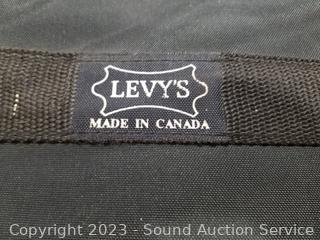 LEVY'S
MADE IN CANADA
Copyright 2023 - Sound Auction Service